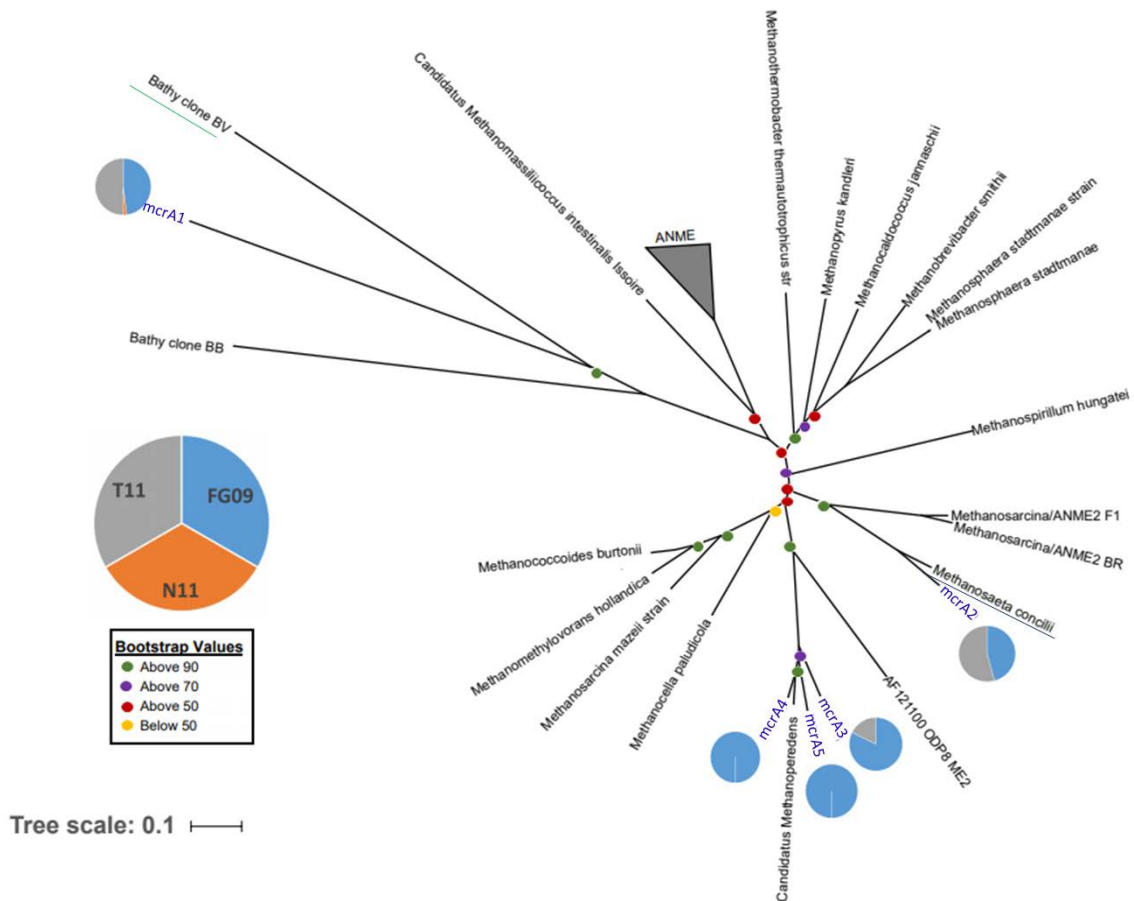 Bathy clone BV
mcrA1
Bathy clone BB
Candidatus Methanomassiliicoccus intestinalis Issoire
ANME
Methanothermobacter thermautotrophicus str
Methanopyrus kandleri
Methanocaldococcus jannaschii
Methanobrevibacter smithii
Methanosphaera stadtmanae strain
Methanosphaera stadtmanae
Methanospirillum hungatei
Methanosarcina/ANME2 F1
Methanosarcina/ANME2 BR
Methanosaeta concilii
mcrA2
AF121100 ODP8 ME2
mcrA3
mcrA5
Candidatus Methanoperedens
mcrA4
Methanocella paludicola
Methanosarcina mazeii strain
Methanomethylovorans hollandica
Methanococcoides burtonii
T11
FG09
N11
Bootstrap Values
Above 90
Above 70
Above 50
Below 50
Tree scale: 0.1